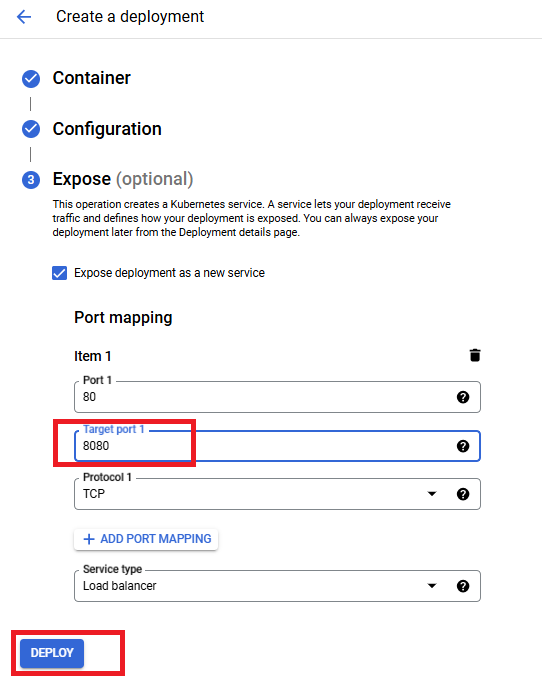 Create a deployment
Container
Configuration
3 Expose (optional)
This operation creates a Kubernetes service. A service lets your deployment receive
traffic and defines how your deployment is exposed. You can always expose your
deployment later from the Deployment details page.
Expose deployment as a new service
Port mapping
Item 1
Port 1
80
Target port 1
8080
Protocol 1
TCP
ADD PORT MAPPING
Service type
Load balancer
DEPLOY